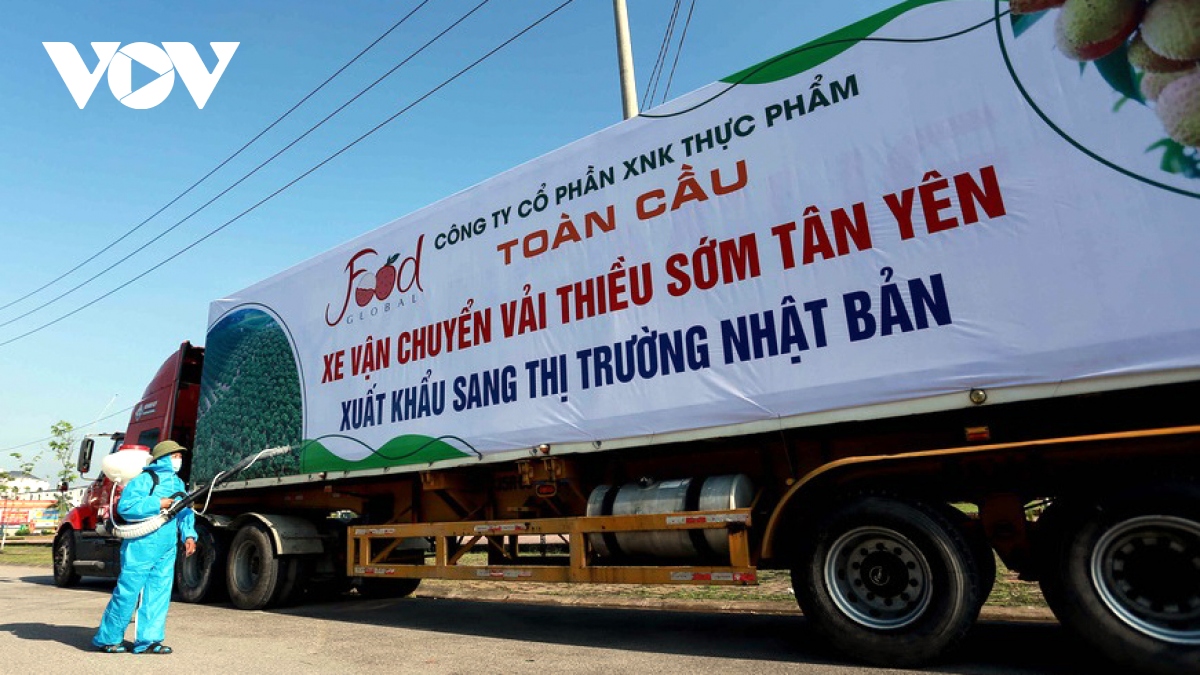 VOV
CÔNG TY CỔ PHẦN XNK THỰC PHẨM
TOÀN CẦU
Food
GLOBAL
XE VẬN CHUYỂN VẢI THIỀU SỚM TÂN YÊN
XUẤT KHẨU SANG THỊ TRƯỜNG NHẬT BẢN